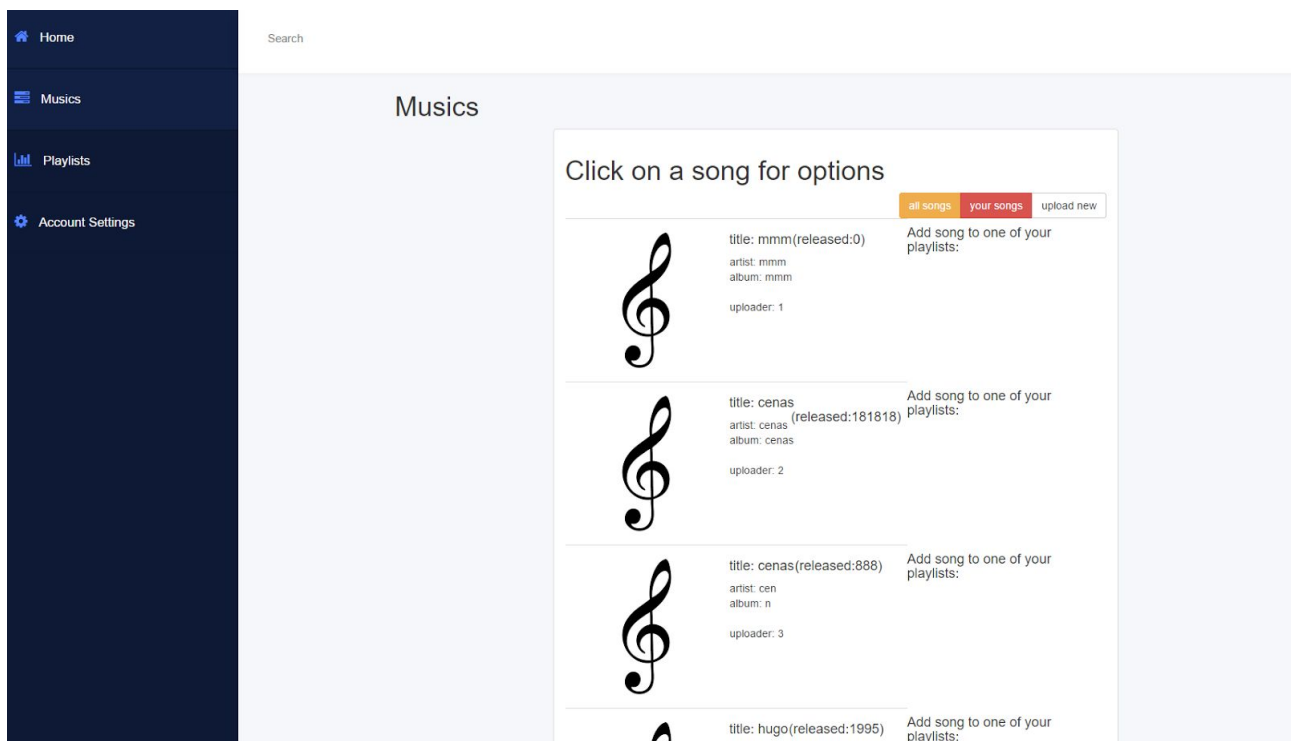 Home
Musics
Playlists
Account Settings
Search
Musics
Click on a song for options
all songs
your songs
upload new
title: mmm(released:0)
artist: mmm
album: mmm
uploader: 1
Add song to one of your
playlists:
title: cenas
(released:181818)
artist: cenas
album: cenas
uploader: 2
Add song to one of your
playlists:
title: cenas(released:888)
artist: cen
album: n
uploader: 3
Add song to one of your
playlists:
title: hugo(released:1995)
Add song to one of your
playlists: